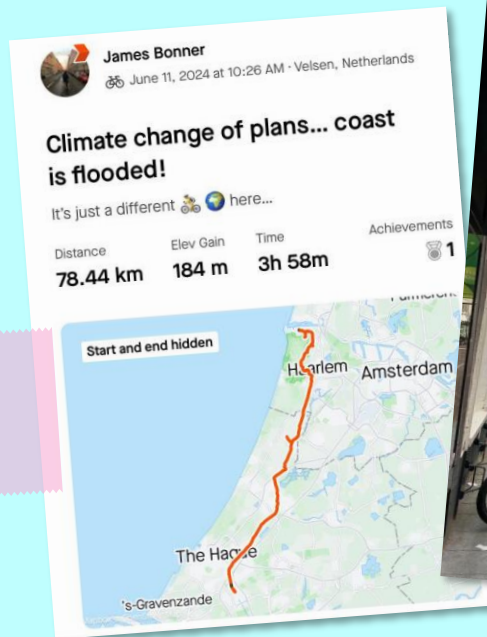 James Bonner
June 11, 2024 at 10:26 AM · Velsen, Netherlands
Climate change of plans... coast
is flooded!
It's just a different 🚴 🌍 here...
Distance
Elev Gain
Time
Achievements
78.44 km
184 m
3h 58m
1
Start and end hidden
Haarlem
Amsterdam
The Hague
's-Gravenzande